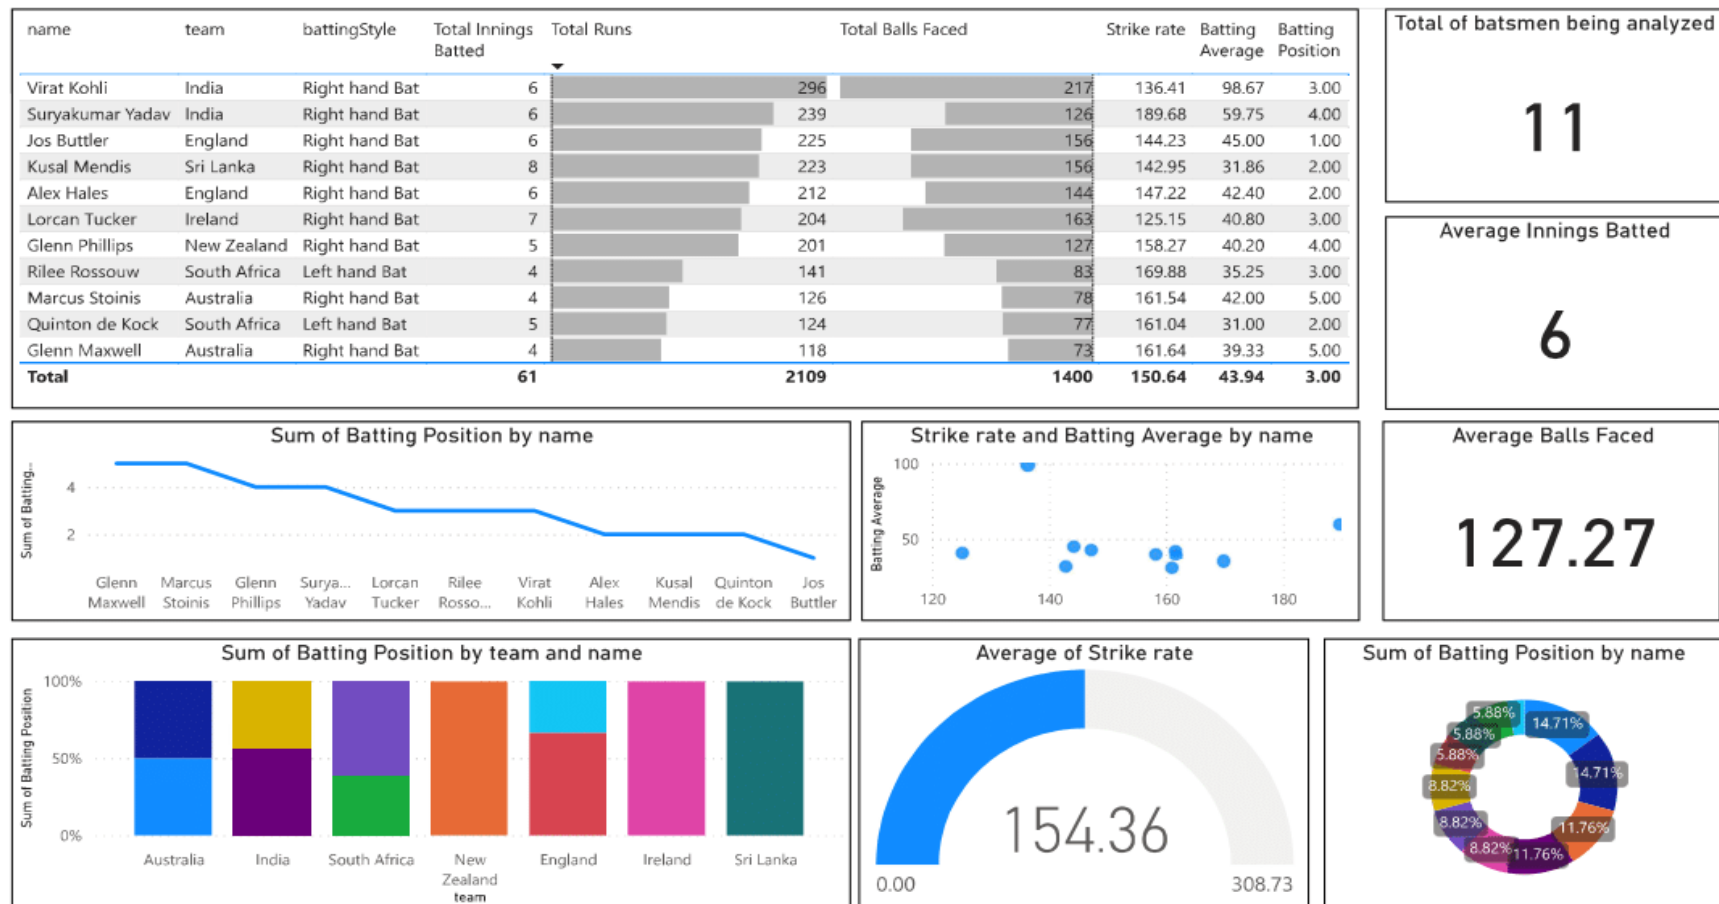 name team battingStyle Total Innings Batted Total Runs Total Balls Faced Strike rate Batting Average Batting Position
Virat Kohli India Right hand Bat 6 296 217 136.41 98.67 3.00
Suryakumar Yadav India Right hand Bat 6 239 126 189.68 59.75 4.00
Jos Buttler England Right hand Bat 6 225 156 144.23 45.00 1.00
Kusal Mendis Sri Lanka Right hand Bat 8 223 156 142.95 31.86 2.00
Alex Hales England Right hand Bat 6 212 144 147.22 42.40 2.00
Lorcan Tucker Ireland Right hand Bat 7 204 163 125.15 40.80 3.00
Glenn Phillips New Zealand Right hand Bat 5 201 127 158.27 40.20 4.00
Rilee Rossouw South Africa Left hand Bat 4 141 83 169.88 35.25 3.00
Marcus Stoinis Australia Right hand Bat 4 126 78 161.54 42.00 5.00
Quinton de Kock South Africa Left hand Bat 5 124 77 161.04 31.00 2.00
Glenn Maxwell Australia Right hand Bat 4 118 73 161.64 39.33 5.00
Total 61 2109 1400 150.64 43.94 3.00
Total of batsmen being analyzed
11
Average Innings Batted
6
Sum of Batting Position by name
Sum of Batting...
4
2
Glenn Maxwell Marcus Stoinis Glenn Phillips Surya... Yadav Lorcan Tucker Rilee Rosso... Virat Kohli Alex Hales Kusal Mendis Quinton de Kock Jos Buttler
Strike rate and Batting Average by name
Batting Average
100
50
120 140 160 180
Average Balls Faced
127.27
Sum of Batting Position by team and name
Sum of Batting Position
100%
50%
0%
Australia India South Africa New Zealand England Ireland Sri Lanka
team
Average of Strike rate
154.36
0.00 308.73
Sum of Batting Position by name
14.71%
14.71%
11.76%
11.76%
8.82%
8.82%
8.82%
5.88%
5.88%
5.88%